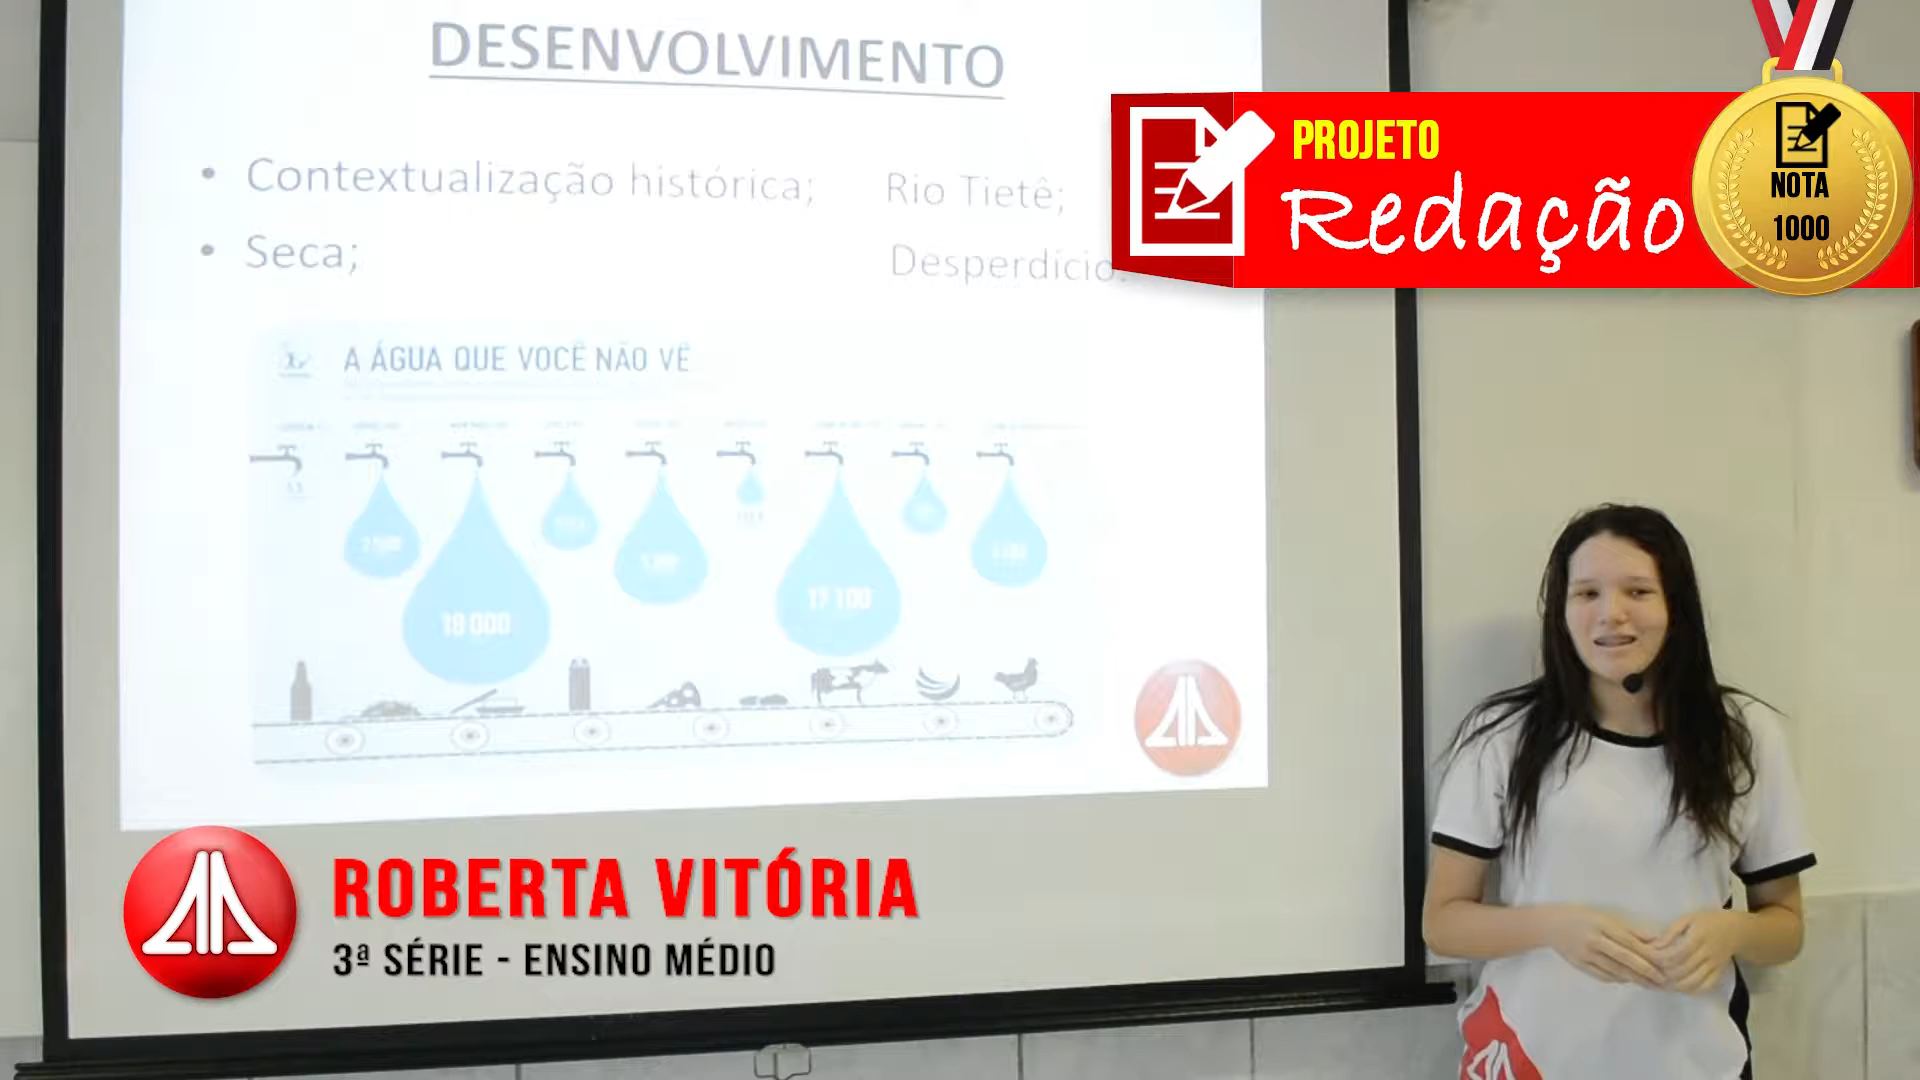 DESENVOLVIMENTO
• Contextualização histórica; Rio Tietê;
• Seca; Desperdício.
A ÁGUA QUE VOCÊ NÃO VÊ
18 000
17 100
PROJETO
Redação
NOTA
1000
ROBERTA VITÓRIA
3ª SÉRIE - ENSINO MÉDIO